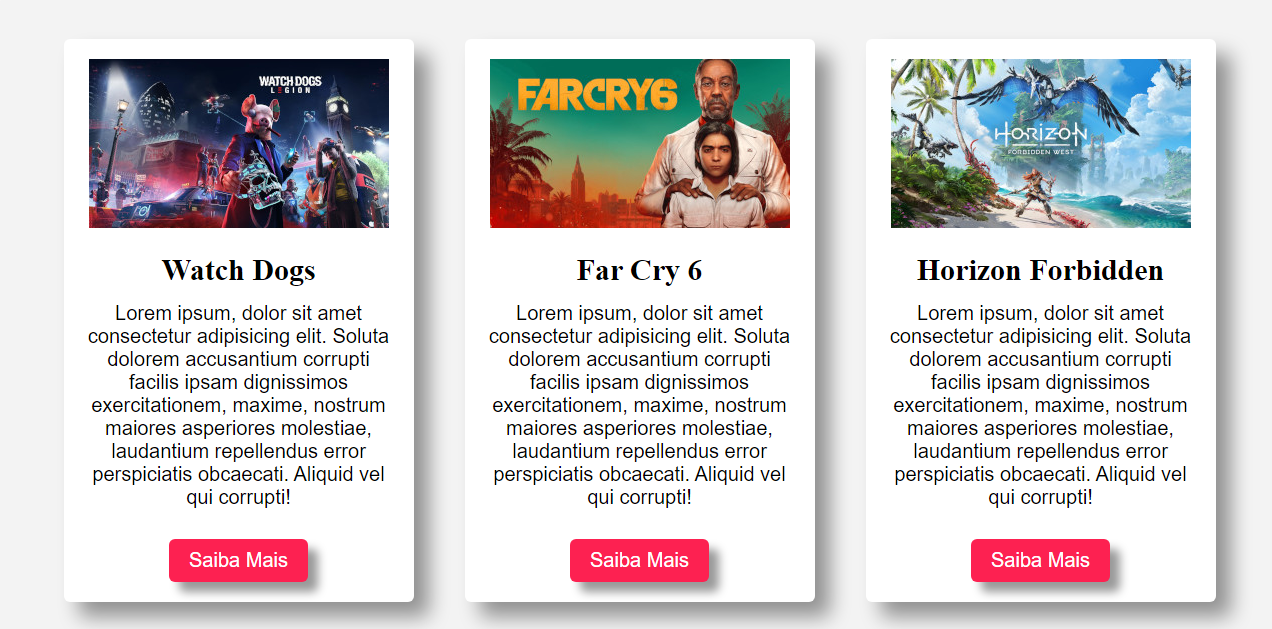 WATCH DOGS
LEGION
Watch Dogs
Lorem ipsum, dolor sit amet
consectetur adipisicing elit. Soluta
dolorem accusantium corrupti
facilis ipsam dignissimos
exercitationem, maxime, nostrum
maiores asperiores molestiae,
laudantium repellendus error
perspiciatis obcaecati. Aliquid vel
qui corrupti!
Saiba Mais
FARCRY6
Far Cry 6
Lorem ipsum, dolor sit amet
consectetur adipisicing elit. Soluta
dolorem accusantium corrupti
facilis ipsam dignissimos
exercitationem, maxime, nostrum
maiores asperiores molestiae,
laudantium repellendus error
perspiciatis obcaecati. Aliquid vel
qui corrupti!
Saiba Mais
HORIZON
FORBIDDEN WEST
Horizon Forbidden
Lorem ipsum, dolor sit amet
consectetur adipisicing elit. Soluta
dolorem accusantium corrupti
facilis ipsam dignissimos
exercitationem, maxime, nostrum
maiores asperiores molestiae,
laudantium repellendus error
perspiciatis obcaecati. Aliquid vel
qui corrupti!
Saiba Mais